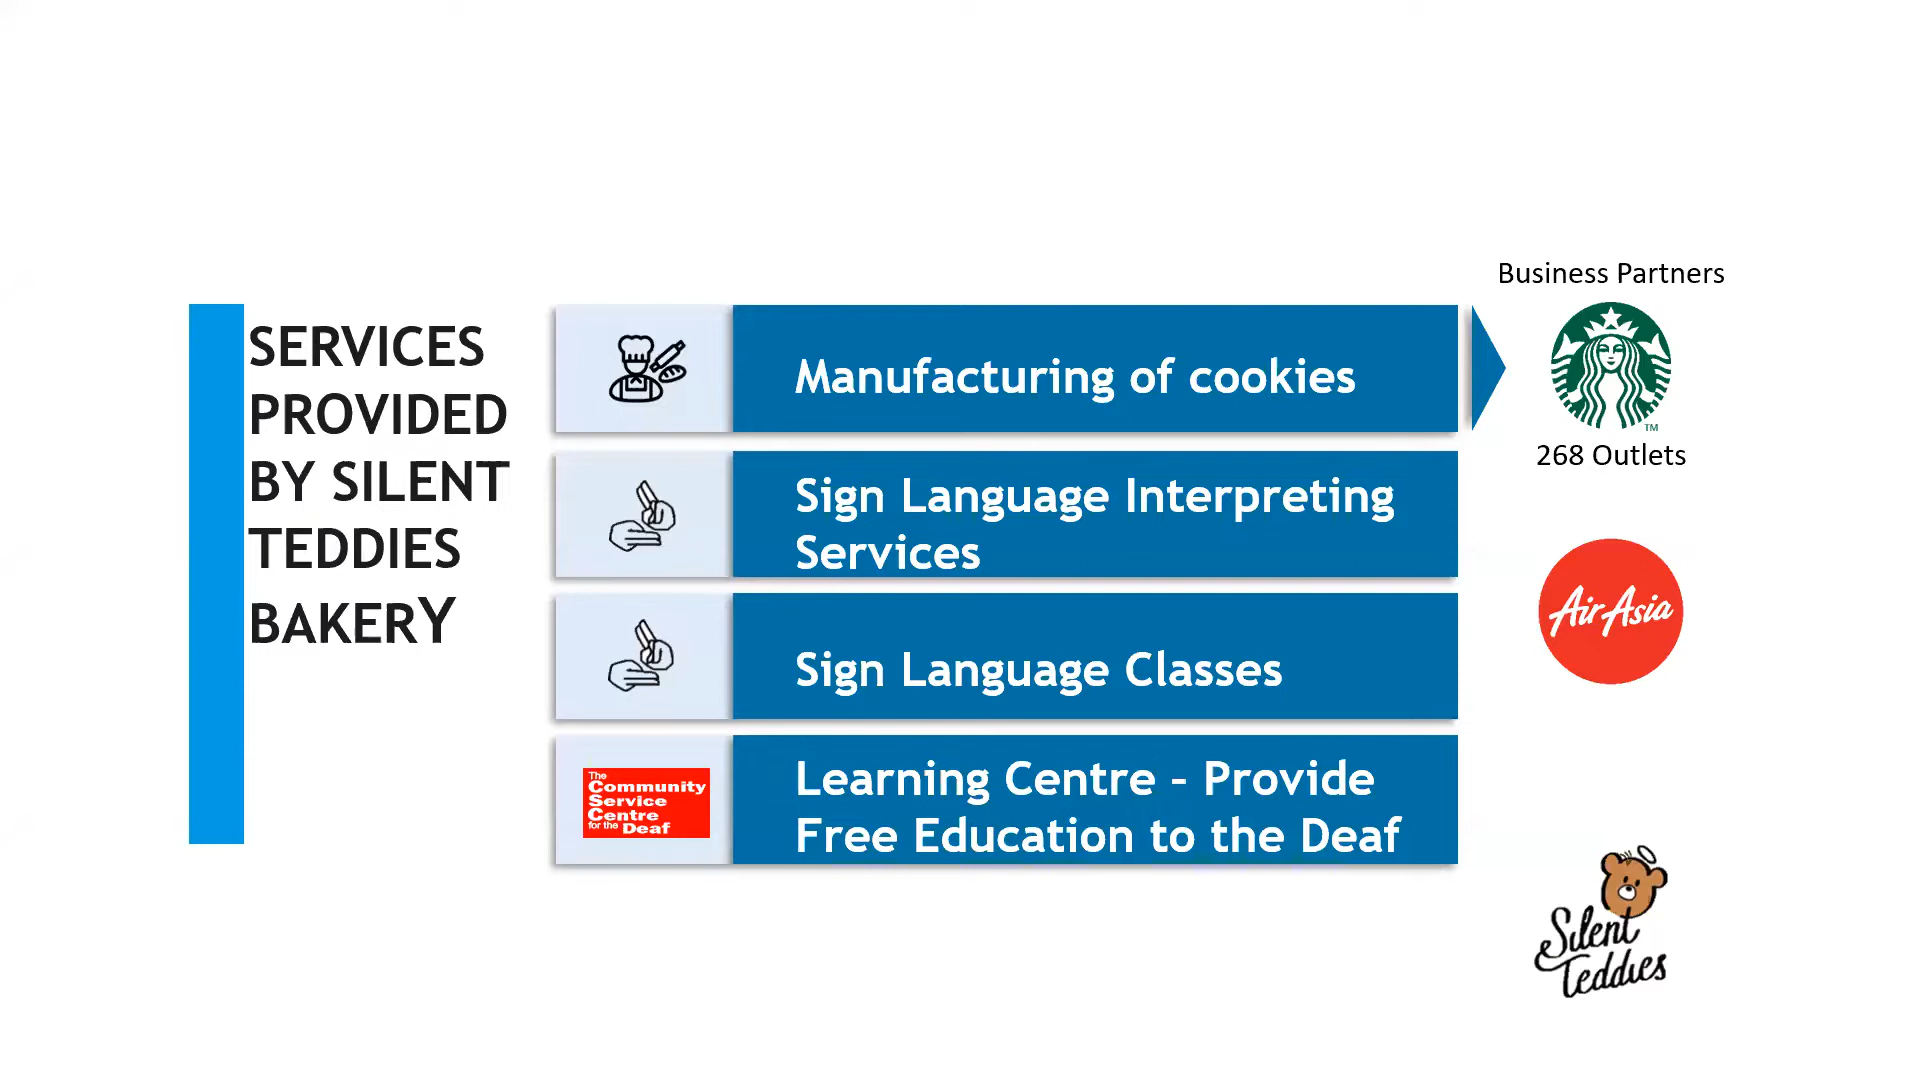 SERVICES
PROVIDED
BY SILENT
TEDDIES
BAKERY
Manufacturing of cookies
Sign Language Interpreting
Services
Sign Language Classes
The
Community
Service
Centre
for the Deaf
Learning Centre – Provide
Free Education to the Deaf
Business Partners
TM
268 Outlets
AirAsia
Silent
Teddies